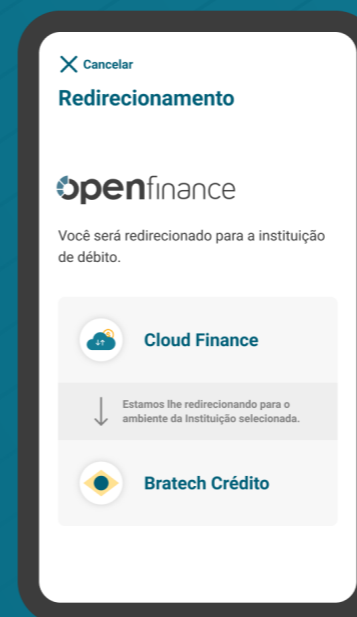 Cancelar
Redirecionamento
openfinance
Você será redirecionado para a instituição
de débito.
Cloud Finance
Estamos lhe redirecionando para o
ambiente da Instituição selecionada.
Bratech Crédito